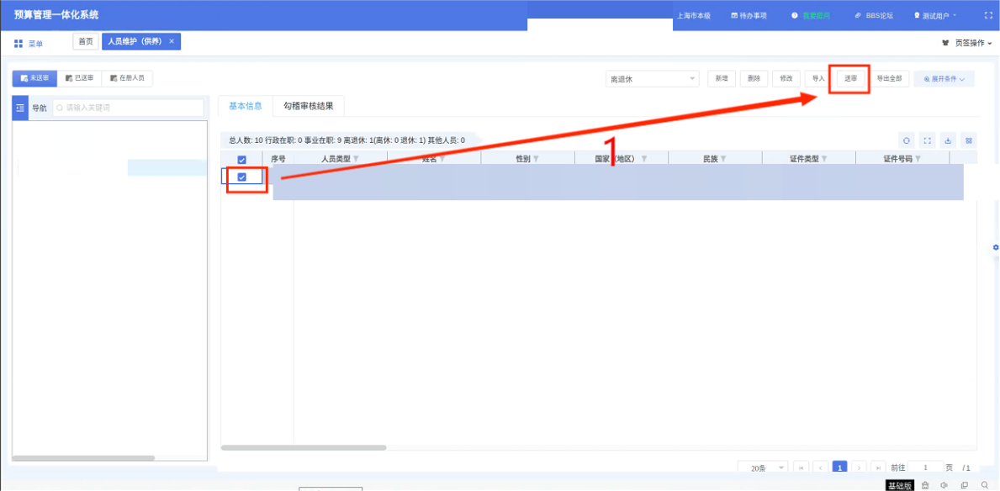 预算管理一体化系统
上海市本级 待办事项 我要提问 BBS论坛 测试用户
菜单 首页 人员维护（供养） × 页签操作
未送审 已送审 在册人员 离退休 新增 删除 修改 导入 送审 导出全部 展开条件
导航 请输入关键词 基本信息 勾稽审核结果
总人数: 10 行政在职: 0 事业在职: 9 离退休: 1(离休: 0 退休: 1) 其他人员: 0
1
序号 人员类型 姓名 性别 国家（地区） 民族 证件类型 证件号码
20条 1 前往 1 页 /1
基础版